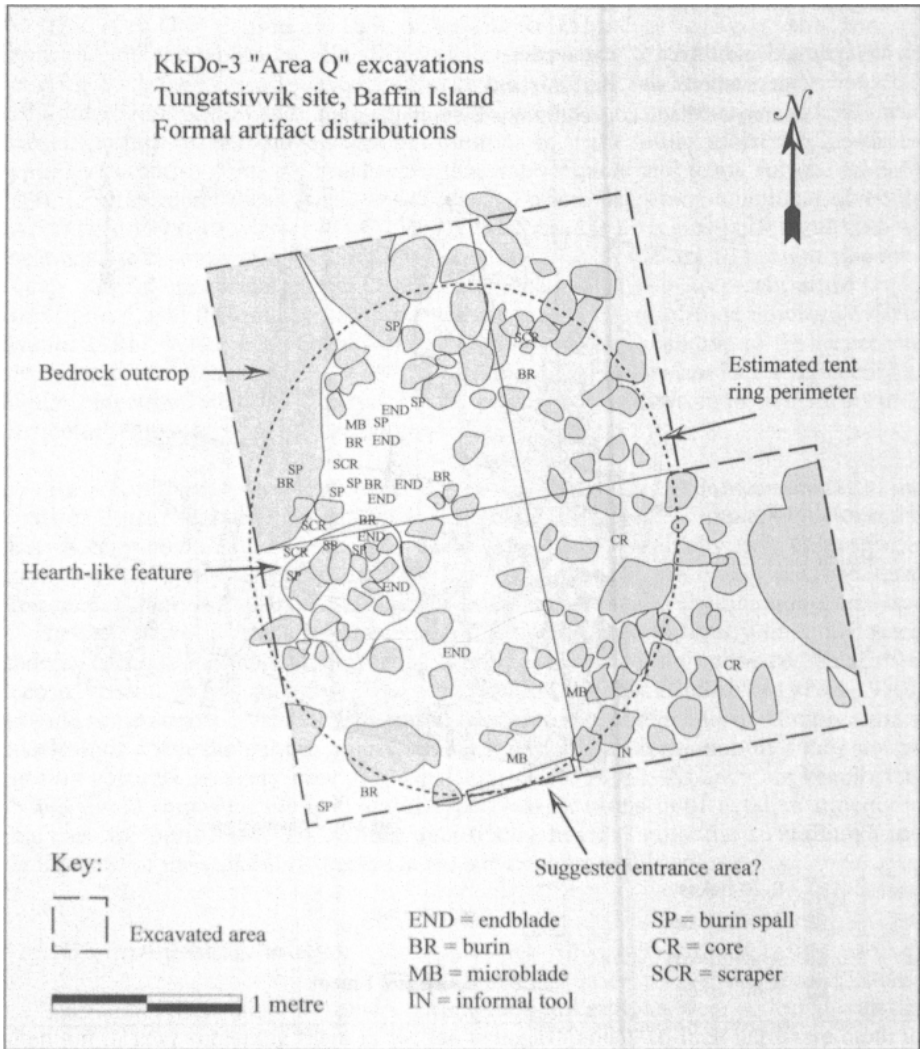 KkDo-3 "Area Q" excavations
Tungatsivvik site, Baffin Island
Formal artifact distributions
N
SP
SCR
Bedrock outcrop
Estimated tent
ring perimeter
BR
SP
END
MB SP
BR END
SCR
SP
BR
SP BR END BR
SP END
SCR BR
END
CR
SCR SP
Hearth-like feature
SP
END
END
CR
MB
IN
MB
BR
SP
Suggested entrance area?
Key:
Excavated area
1 metre
END = endblade
BR = burin
MB = microblade
IN = informal tool
SP = burin spall
CR = core
SCR = scraper